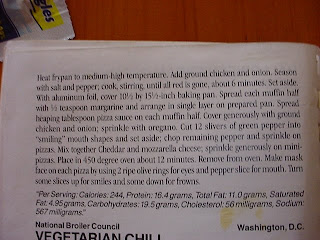 gles
Heat frypan to medium-high temperature. Add ground chicken and onion. Season
with salt and pepper; cook, stirring, until all red is gone, about 6 minutes. Set aside.
With aluminum foil, cover 10½ by 15½-inch baking pan. Spread each muffin half
with ½ teaspoon margarine and arrange in single layer on prepared pan. Spread
heaping tablespoon pizza sauce on each muffin half. Cover generously with ground
chicken and onion; sprinkle with oregano. Cut 12 slivers of green pepper into
"smiling" mouth shapes and set aside; chop remaining pepper and sprinkle on
pizzas. Mix together Cheddar and mozzarella cheese; sprinkle generously on mini-
pizzas. Place in 450 degree oven about 12 minutes. Remove from oven. Make mask
face on each pizza by using 2 ripe olive rings for eyes and pepper slice for mouth. Turn
some slices up for smiles and some down for frowns.
"Per Serving: Calories: 244, Protein: 16.4 grams, Total Fat: 11.0 grams, Saturated
Fat: 4.95 grams, Carbohydrates: 19.5 grams, Cholesterol: 56 milligrams, Sodium:
567 milligrams."
National Broiler Council Washington, D.C.
VEGETARIAN CHILI